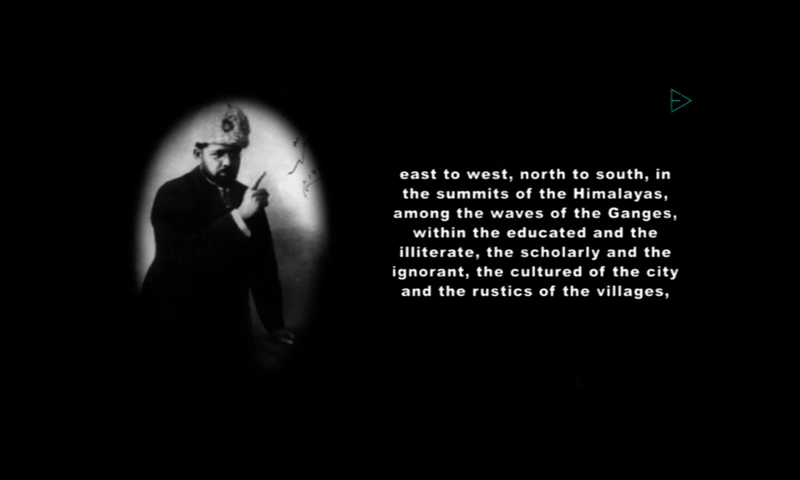 east to west, north to south, in
the summits of the Himalayas,
among the waves of the Ganges,
within the educated and the
illiterate, the scholarly and the
ignorant, the cultured of the city
and the rustics of the villages,